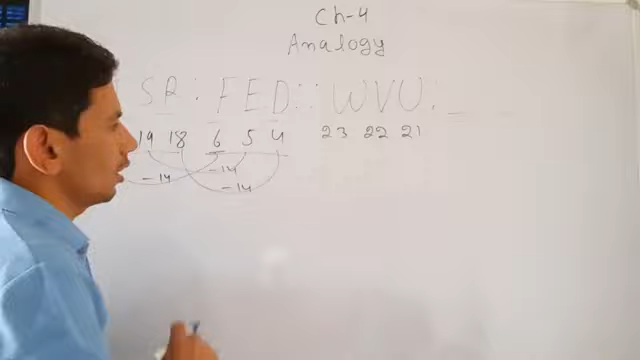 Ch-4
Analogy
SR : FED :: WVU : _
19 18 6 5 4 23 22 21
-14 -14
-14